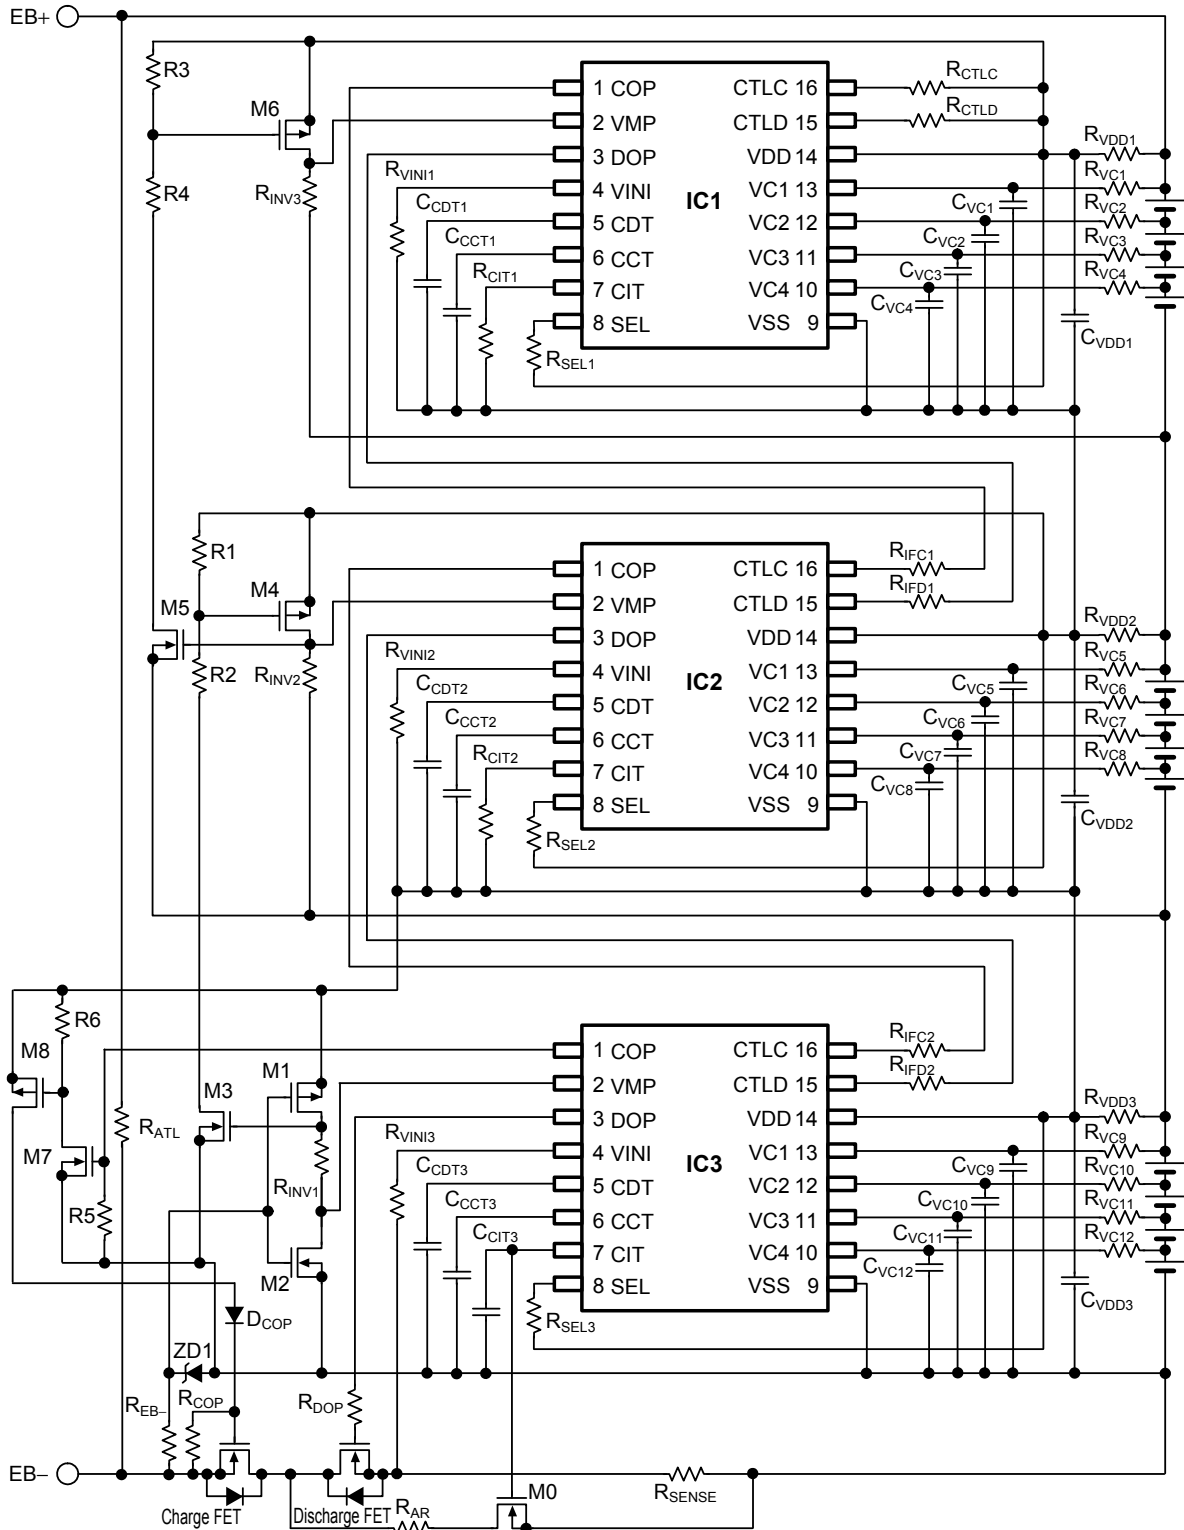 EB+
R3
M6
R4
RINV3
RVINI1
CCDT1
CCCT1
RCIT1
RSEL1
1 COP
2 VMP
3 DOP
4 VINI
5 CDT
6 CCT
7 CIT
8 SEL
IC1
CTLC 16
CTLD 15
VDD 14
VC1 13
VC2 12
VC3 11
VC4 10
VSS 9
RCTLC
RCTLD
RVDD1
RVC1
RVC2
RVC3
RVC4
CVC1
CVC2
CVC3
CVC4
CVDD1
R1
M4
M5
R2
RINV2
RVINI2
CCDT2
CCCT2
RCIT2
RSEL2
1 COP
2 VMP
3 DOP
4 VINI
5 CDT
6 CCT
7 CIT
8 SEL
IC2
CTLC 16
CTLD 15
VDD 14
VC1 13
VC2 12
VC3 11
VC4 10
VSS 9
RIFC1
RIFD1
RVDD2
RVC5
RVC6
RVC7
RVC8
CVC5
CVC6
CVC7
CVC8
CVDD2
R6
M8
M1
M3
RATL
M7
R5
RINV1
M2
DCOP
ZD1
RVINI3
CCDT3
CCCT3
CCIT3
RSEL3
1 COP
2 VMP
3 DOP
4 VINI
5 CDT
6 CCT
7 CIT
8 SEL
IC3
CTLC 16
CTLD 15
VDD 14
VC1 13
VC2 12
VC3 11
VC4 10
VSS 9
RIFC2
RIFD2
RVDD3
RVC9
RVC10
RVC11
RVC12
CVC9
CVC10
CVC11
CVC12
CVDD3
REB−
RCOP
RDOP
EB−
Charge FET
Discharge FET
RAR
M0
RSENSE